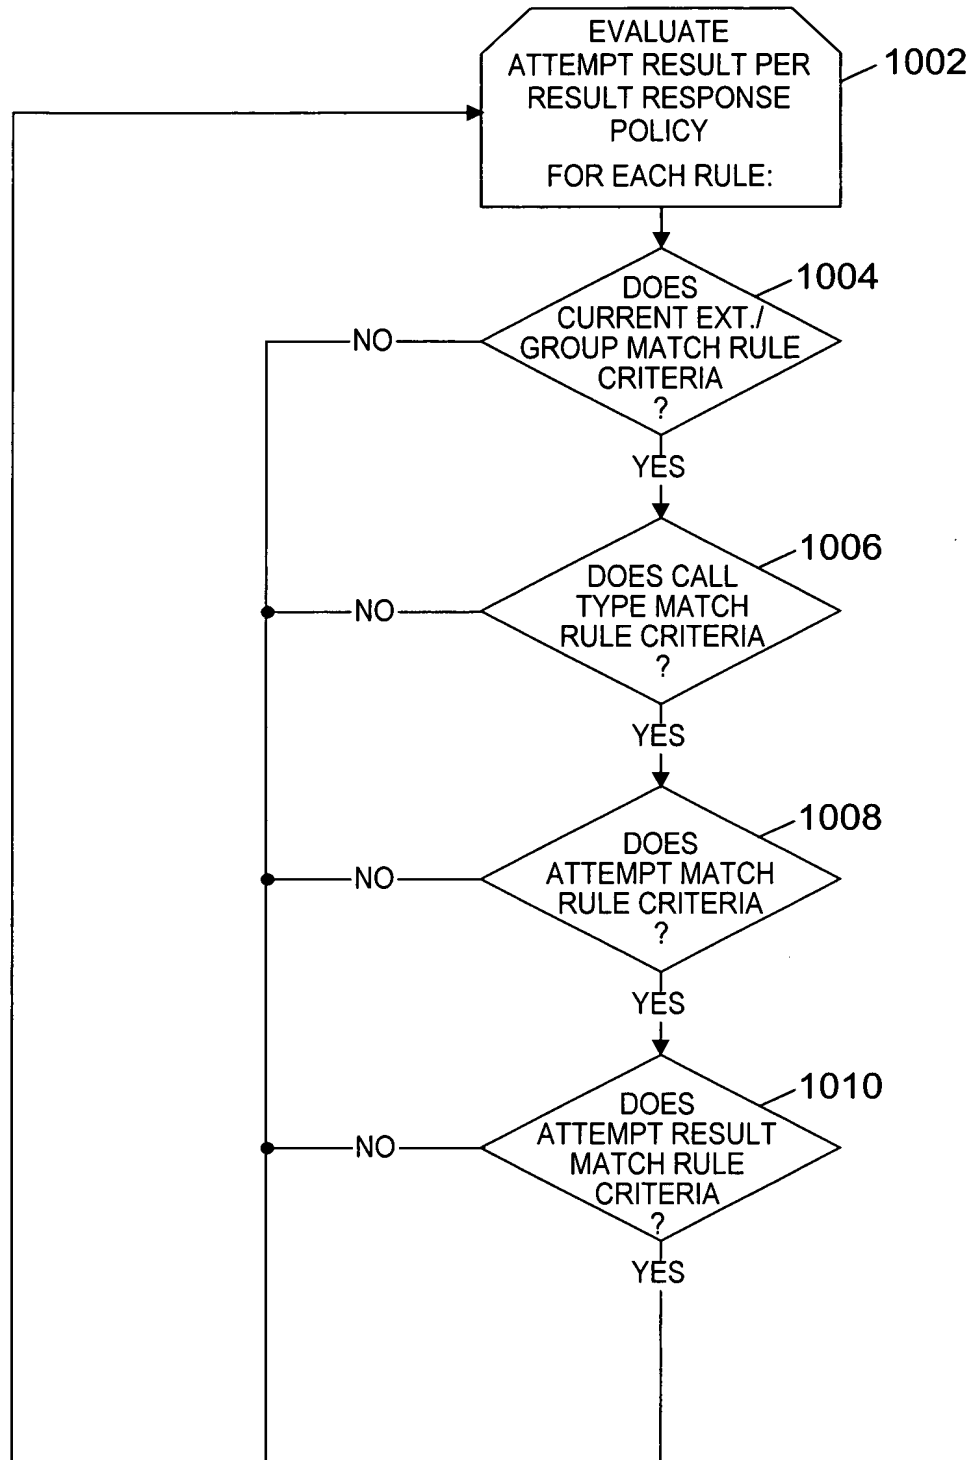 EVALUATE
ATTEMPT RESULT PER
RESULT RESPONSE
POLICY
FOR EACH RULE:
1002
DOES
CURRENT EXT./
GROUP MATCH RULE
CRITERIA
?
1004
NO
YES
DOES CALL
TYPE MATCH
RULE CRITERIA
?
1006
NO
YES
DOES
ATTEMPT MATCH
RULE CRITERIA
?
1008
NO
YES
DOES
ATTEMPT RESULT
MATCH RULE
CRITERIA
?
1010
NO
YES